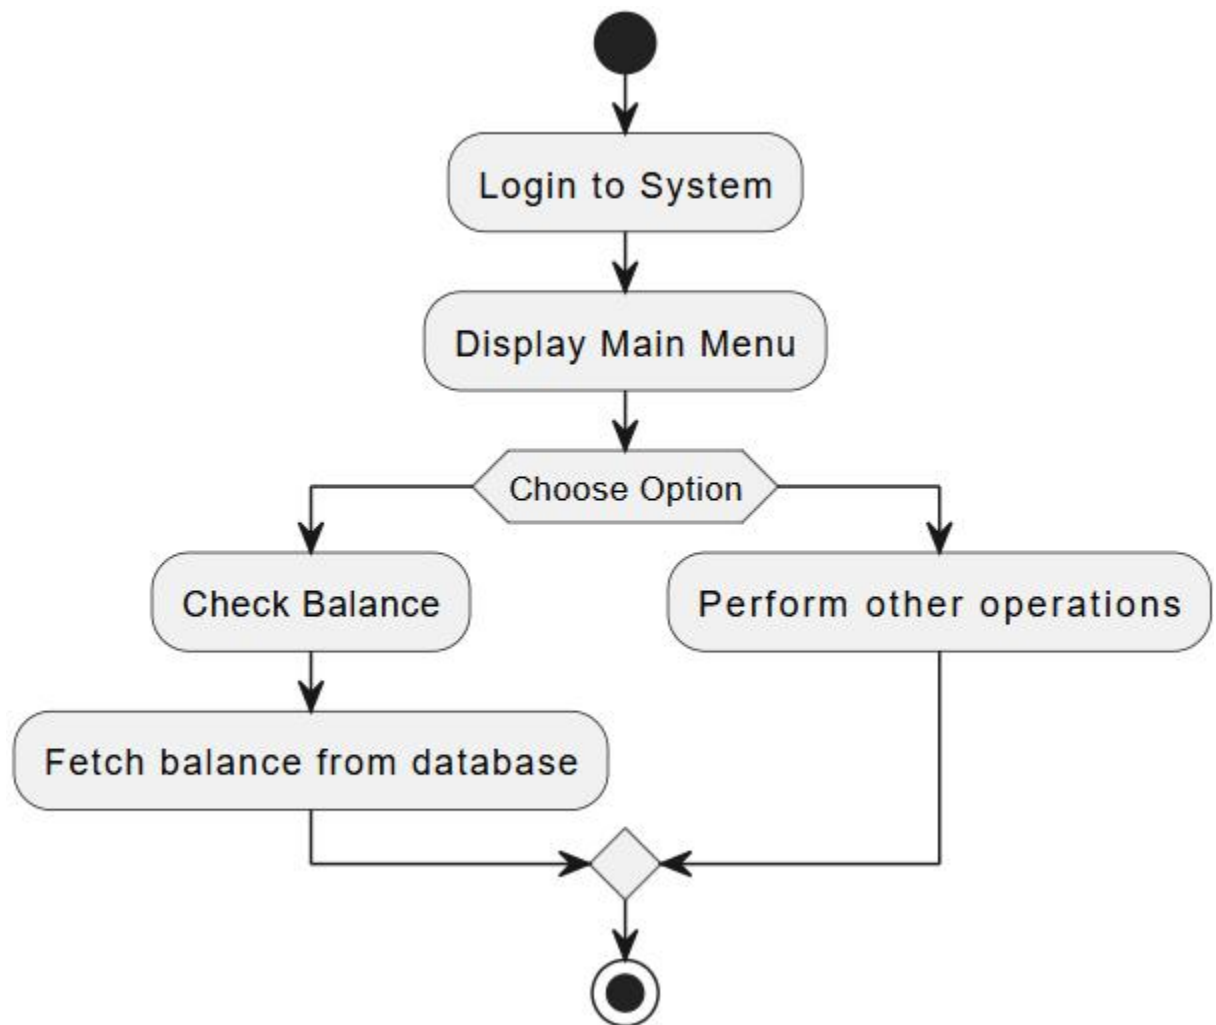 Login to System
Display Main Menu
Choose Option
Check Balance
Perform other operations
Fetch balance from database